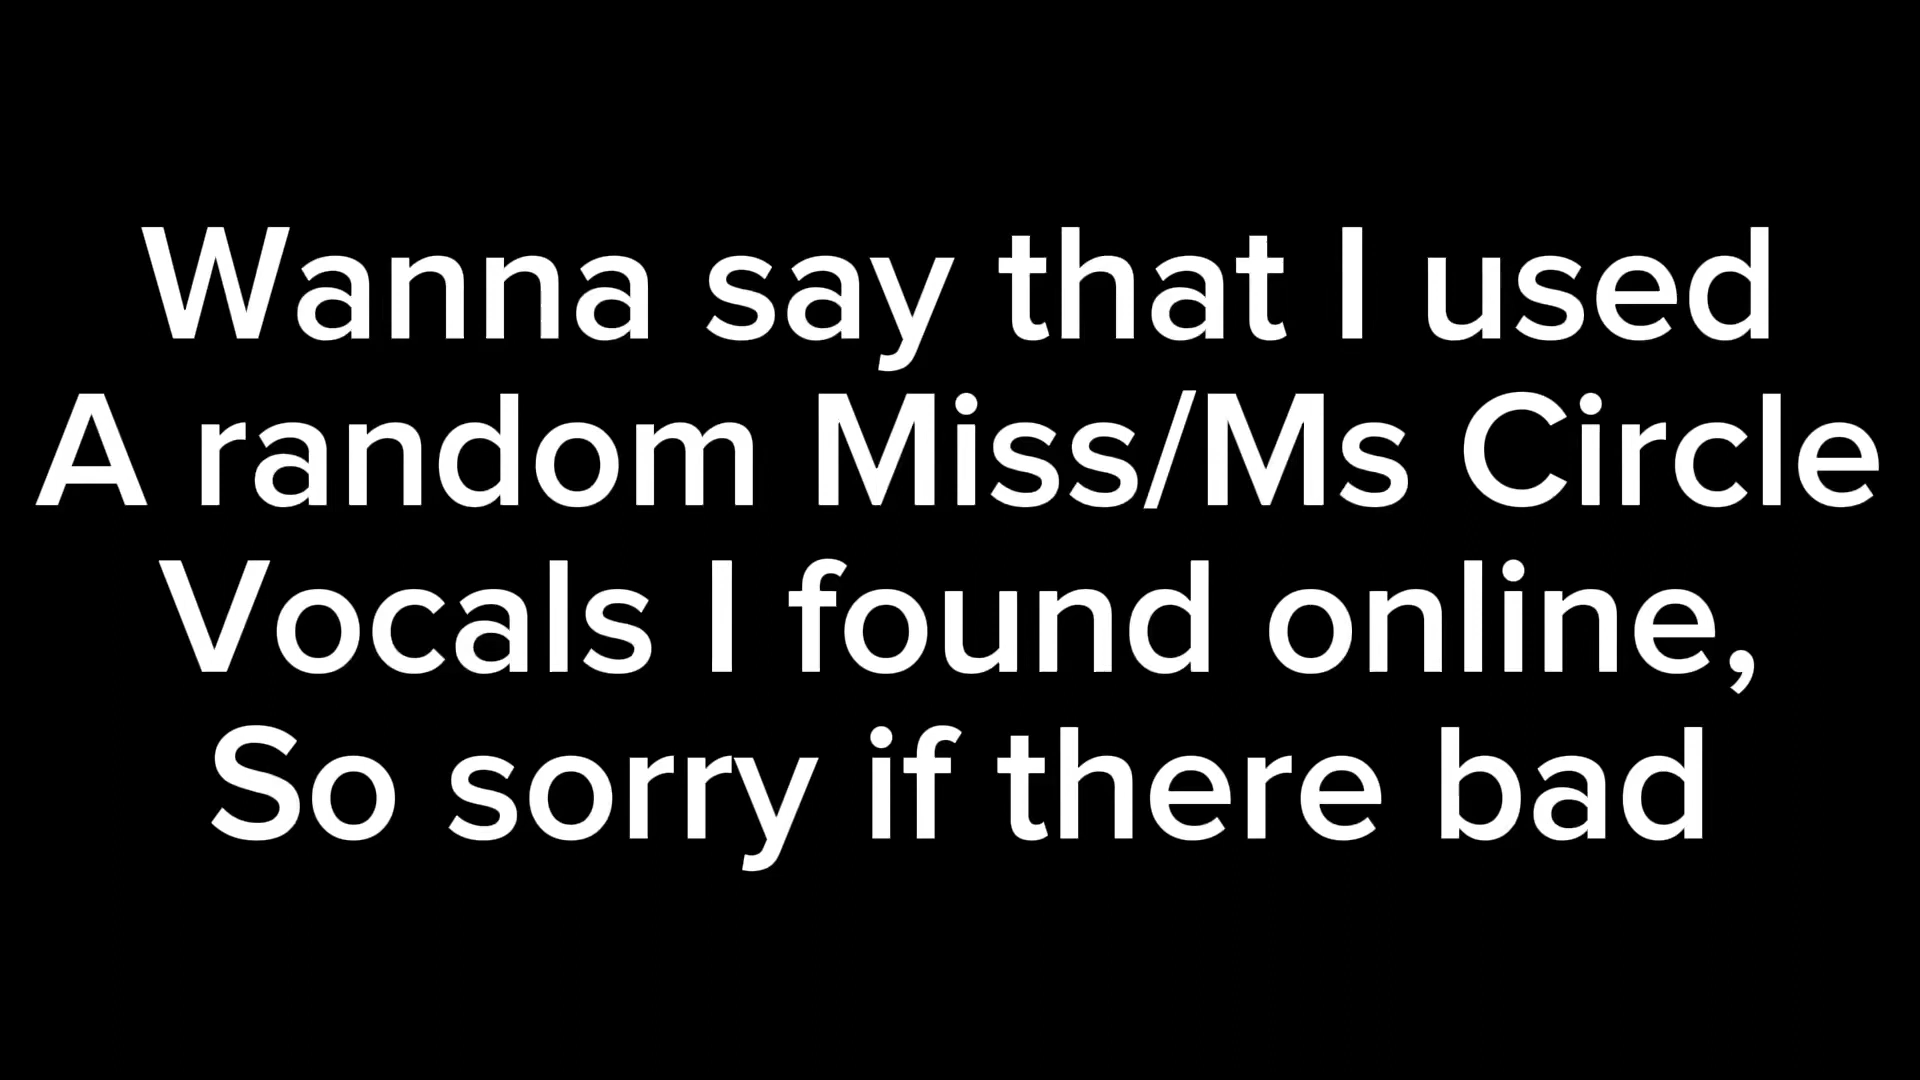 Wanna say that I used
A random Miss/Ms Circle
Vocals I found online,
So sorry if there bad